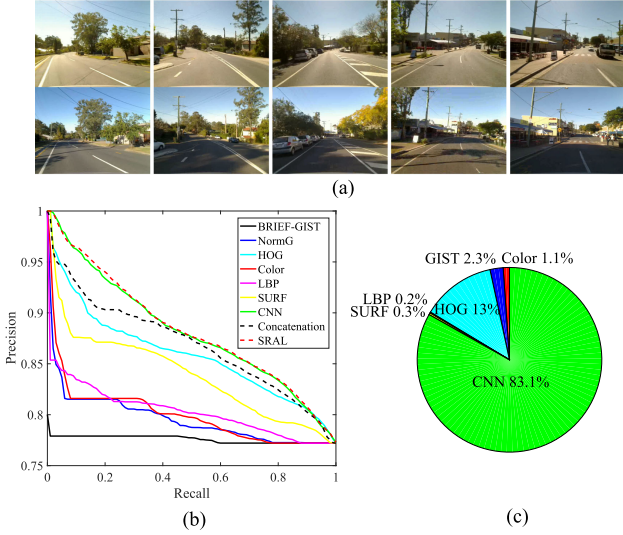 (a)
1
0.95
0.9
0.85
0.8
0.75
Precision
0
0.2
0.4
0.6
0.8
1
Recall
BRIEF-GIST
NormG
HOG
Color
LBP
SURF
CNN
Concatenation
SRAL
(b)
GIST 2.3%
Color 1.1%
LBP 0.2%
HOG 13%
SURF 0.3%
CNN 83.1%
(c)